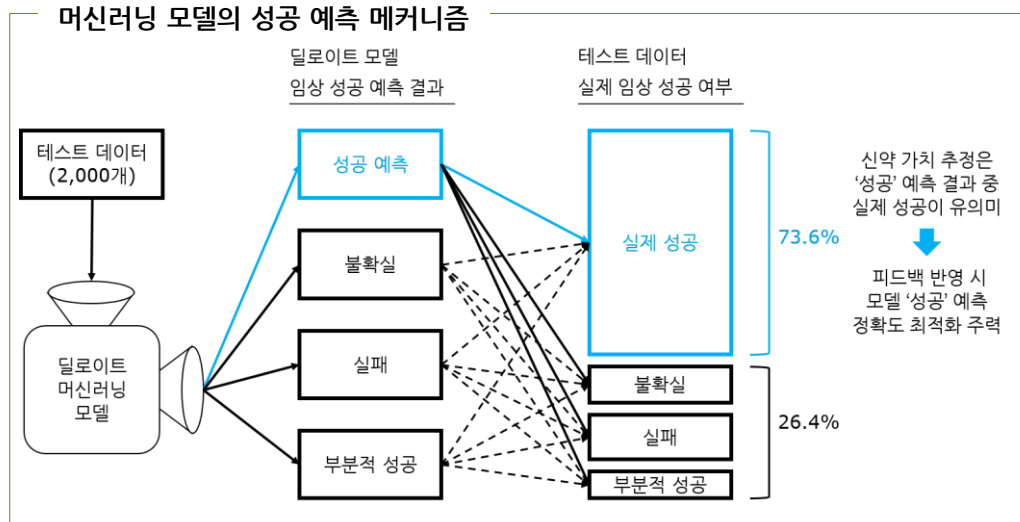 머신러닝 모델의 성공 예측 메커니즘
딜로이트 모델
임상 성공 예측 결과
테스트 데이터
실제 임상 성공 여부
테스트 데이터
(2,000개)
성공 예측
불확실
실패
부분적 성공
딜로이트
머신러닝
모델
실제 성공
불확실
실패
부분적 성공
73.6%
26.4%
신약 가치 추정은
‘성공’ 예측 결과 중
실제 성공이 유의미
피드백 반영 시
모델 ‘성공’ 예측
정확도 최적화 주력